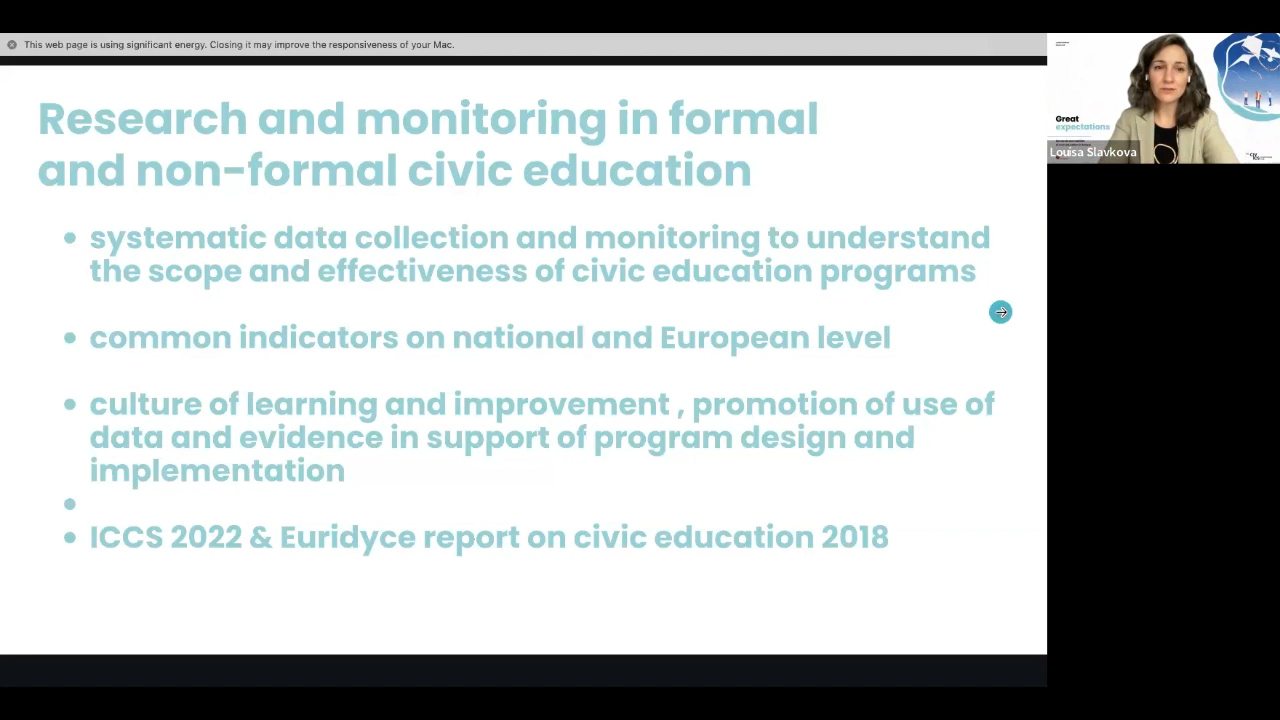 This web page is using significant energy. Closing it may improve the responsiveness of your Mac.
Research and monitoring in formal
and non-formal civic education
• systematic data collection and monitoring to understand
the scope and effectiveness of civic education programs
• common indicators on national and European level
• culture of learning and improvement , promotion of use of
data and evidence in support of program design and
implementation
•
• ICCS 2022 & Euridyce report on civic education 2018
Great
expectations
Louisa Slavkova